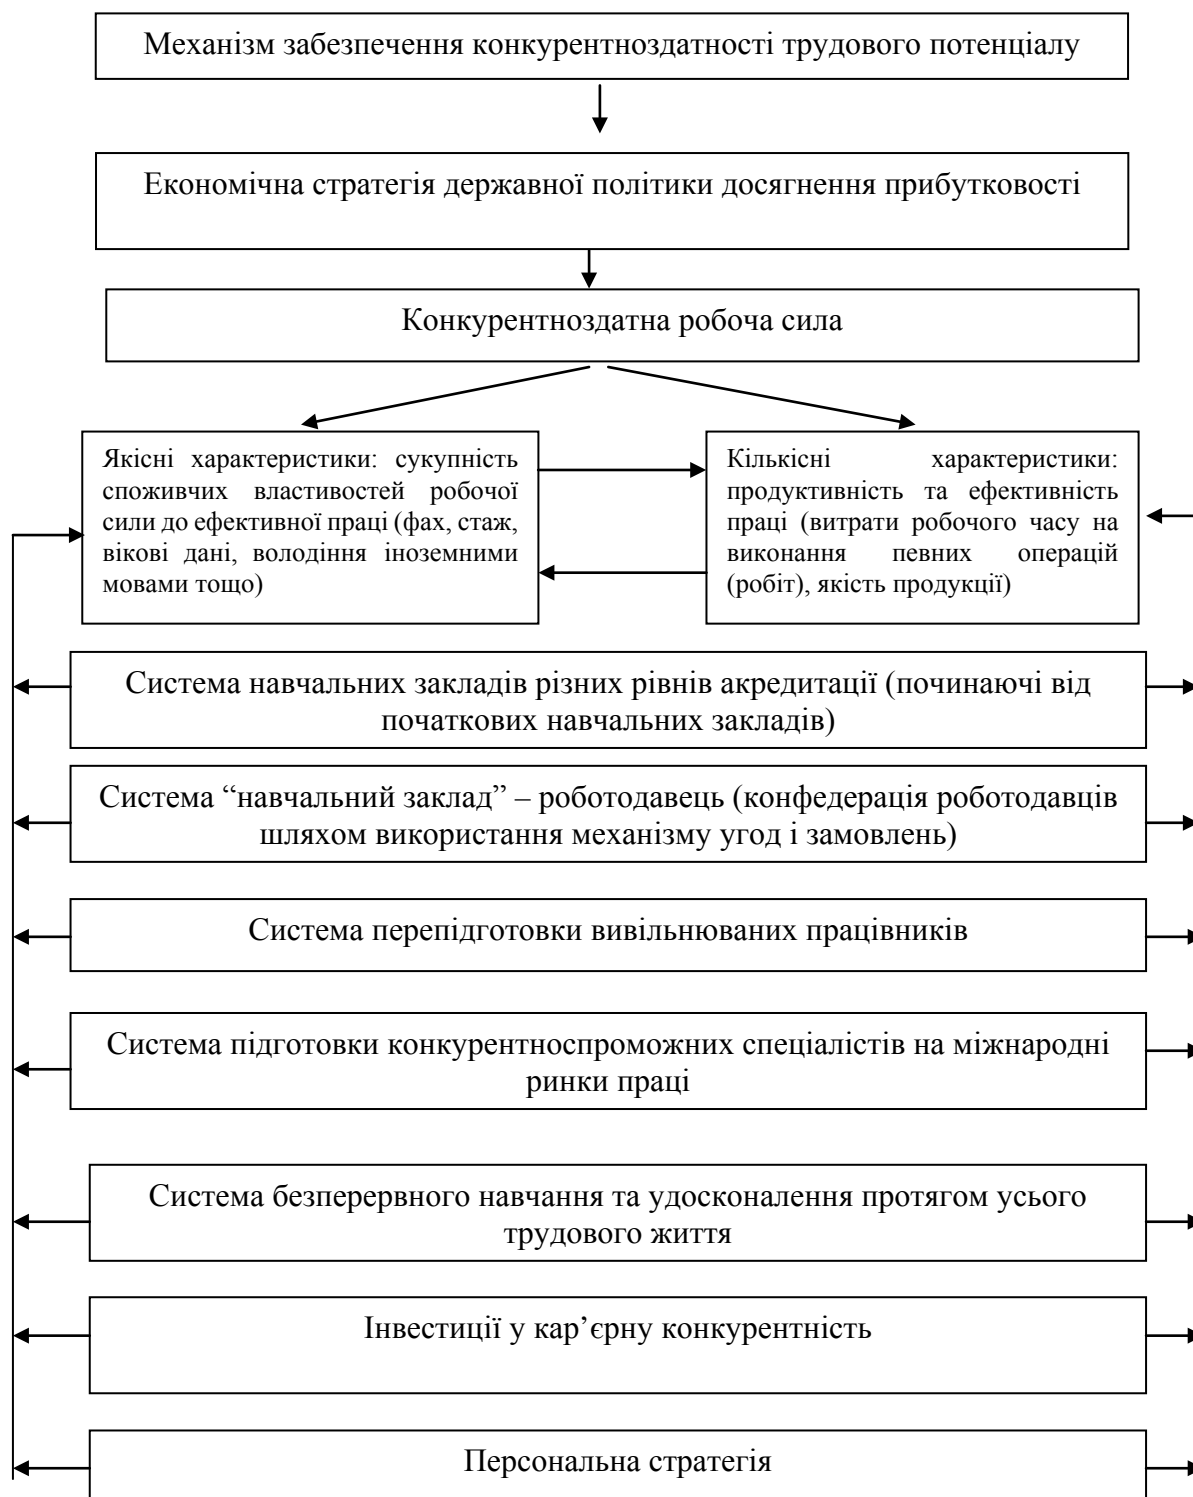 Механізм забезпечення конкурентноздатності трудового потенціалу
Економічна стратегія державної політики досягнення прибутковості
Конкурентноздатна робоча сила
Якісні характеристики: сукупність
споживчих властивостей робочої
сили до ефективної праці (фах, стаж,
вікові дані, володіння іноземними
мовами тощо)
Кількісні характеристики:
продуктивність та ефективність
праці (витрати робочого часу на
виконання певних операцій
(робіт), якість продукції)
Система навчальних закладів різних рівнів акредитації (починаючі від
початкових навчальних закладів)
Система “навчальний заклад” – роботодавець (конфедерація роботодавців
шляхом використання механізму угод і замовлень)
Система перепідготовки вивільнюваних працівників
Система підготовки конкурентноспроможних спеціалістів на міжнародні
ринки праці
Система безперервного навчання та удосконалення протягом усього
трудового життя
Інвестиції у кар’єрну конкурентність
Персональна стратегія